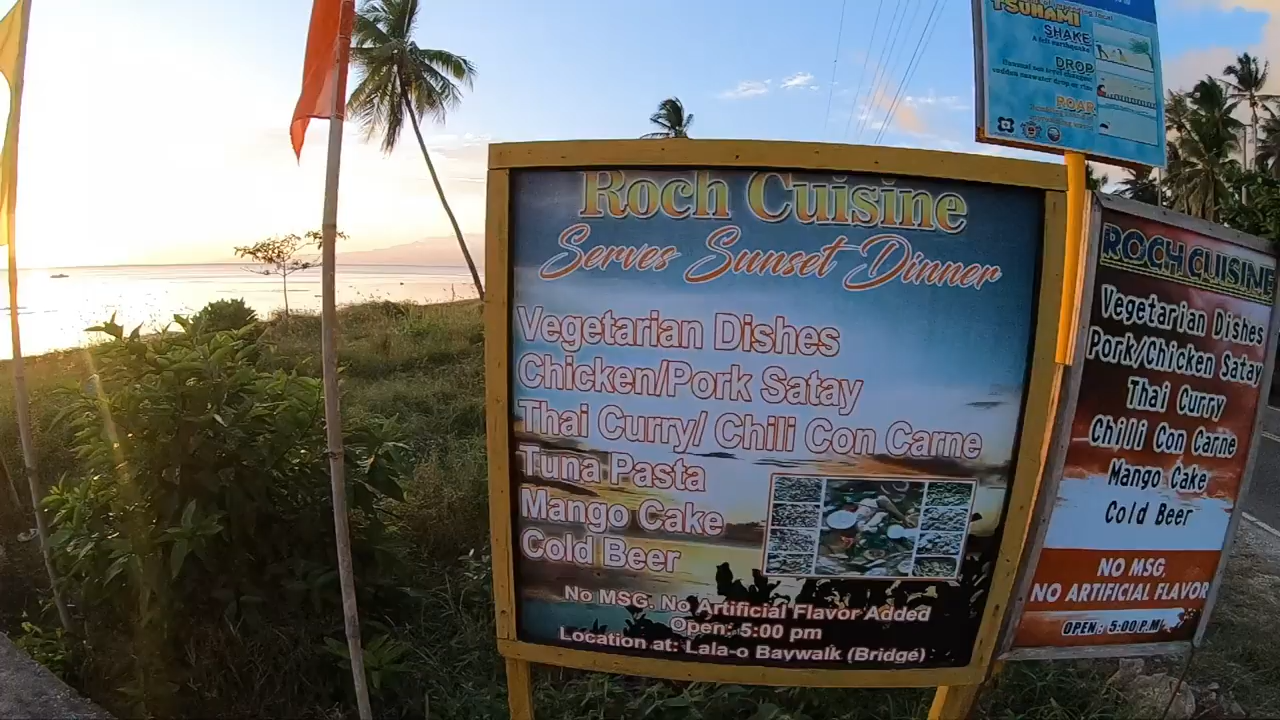 Roch Cuisine
Serves Sunset Dinner
Vegetarian Dishes
Chicken/Pork Satay
Thai Curry/ Chili Con Carne
Tuna Pasta
Mango Cake
Cold Beer
No MSG. No Artificial Flavor Added
Open: 5:00 pm
Location at: Lala-o Baywalk (Bridge)
TSUNAMI
SHAKE
A felt earthquake
DROP
ROAR
ROCH CUISINE
Vegetarian Dishes
Pork/Chicken Satay
Thai Curry
Chili Con Carne
Mango Cake
Cold Beer
NO MSG,
NO ARTIFICIAL FLAVOR
OPEN: 5:00 P.M.